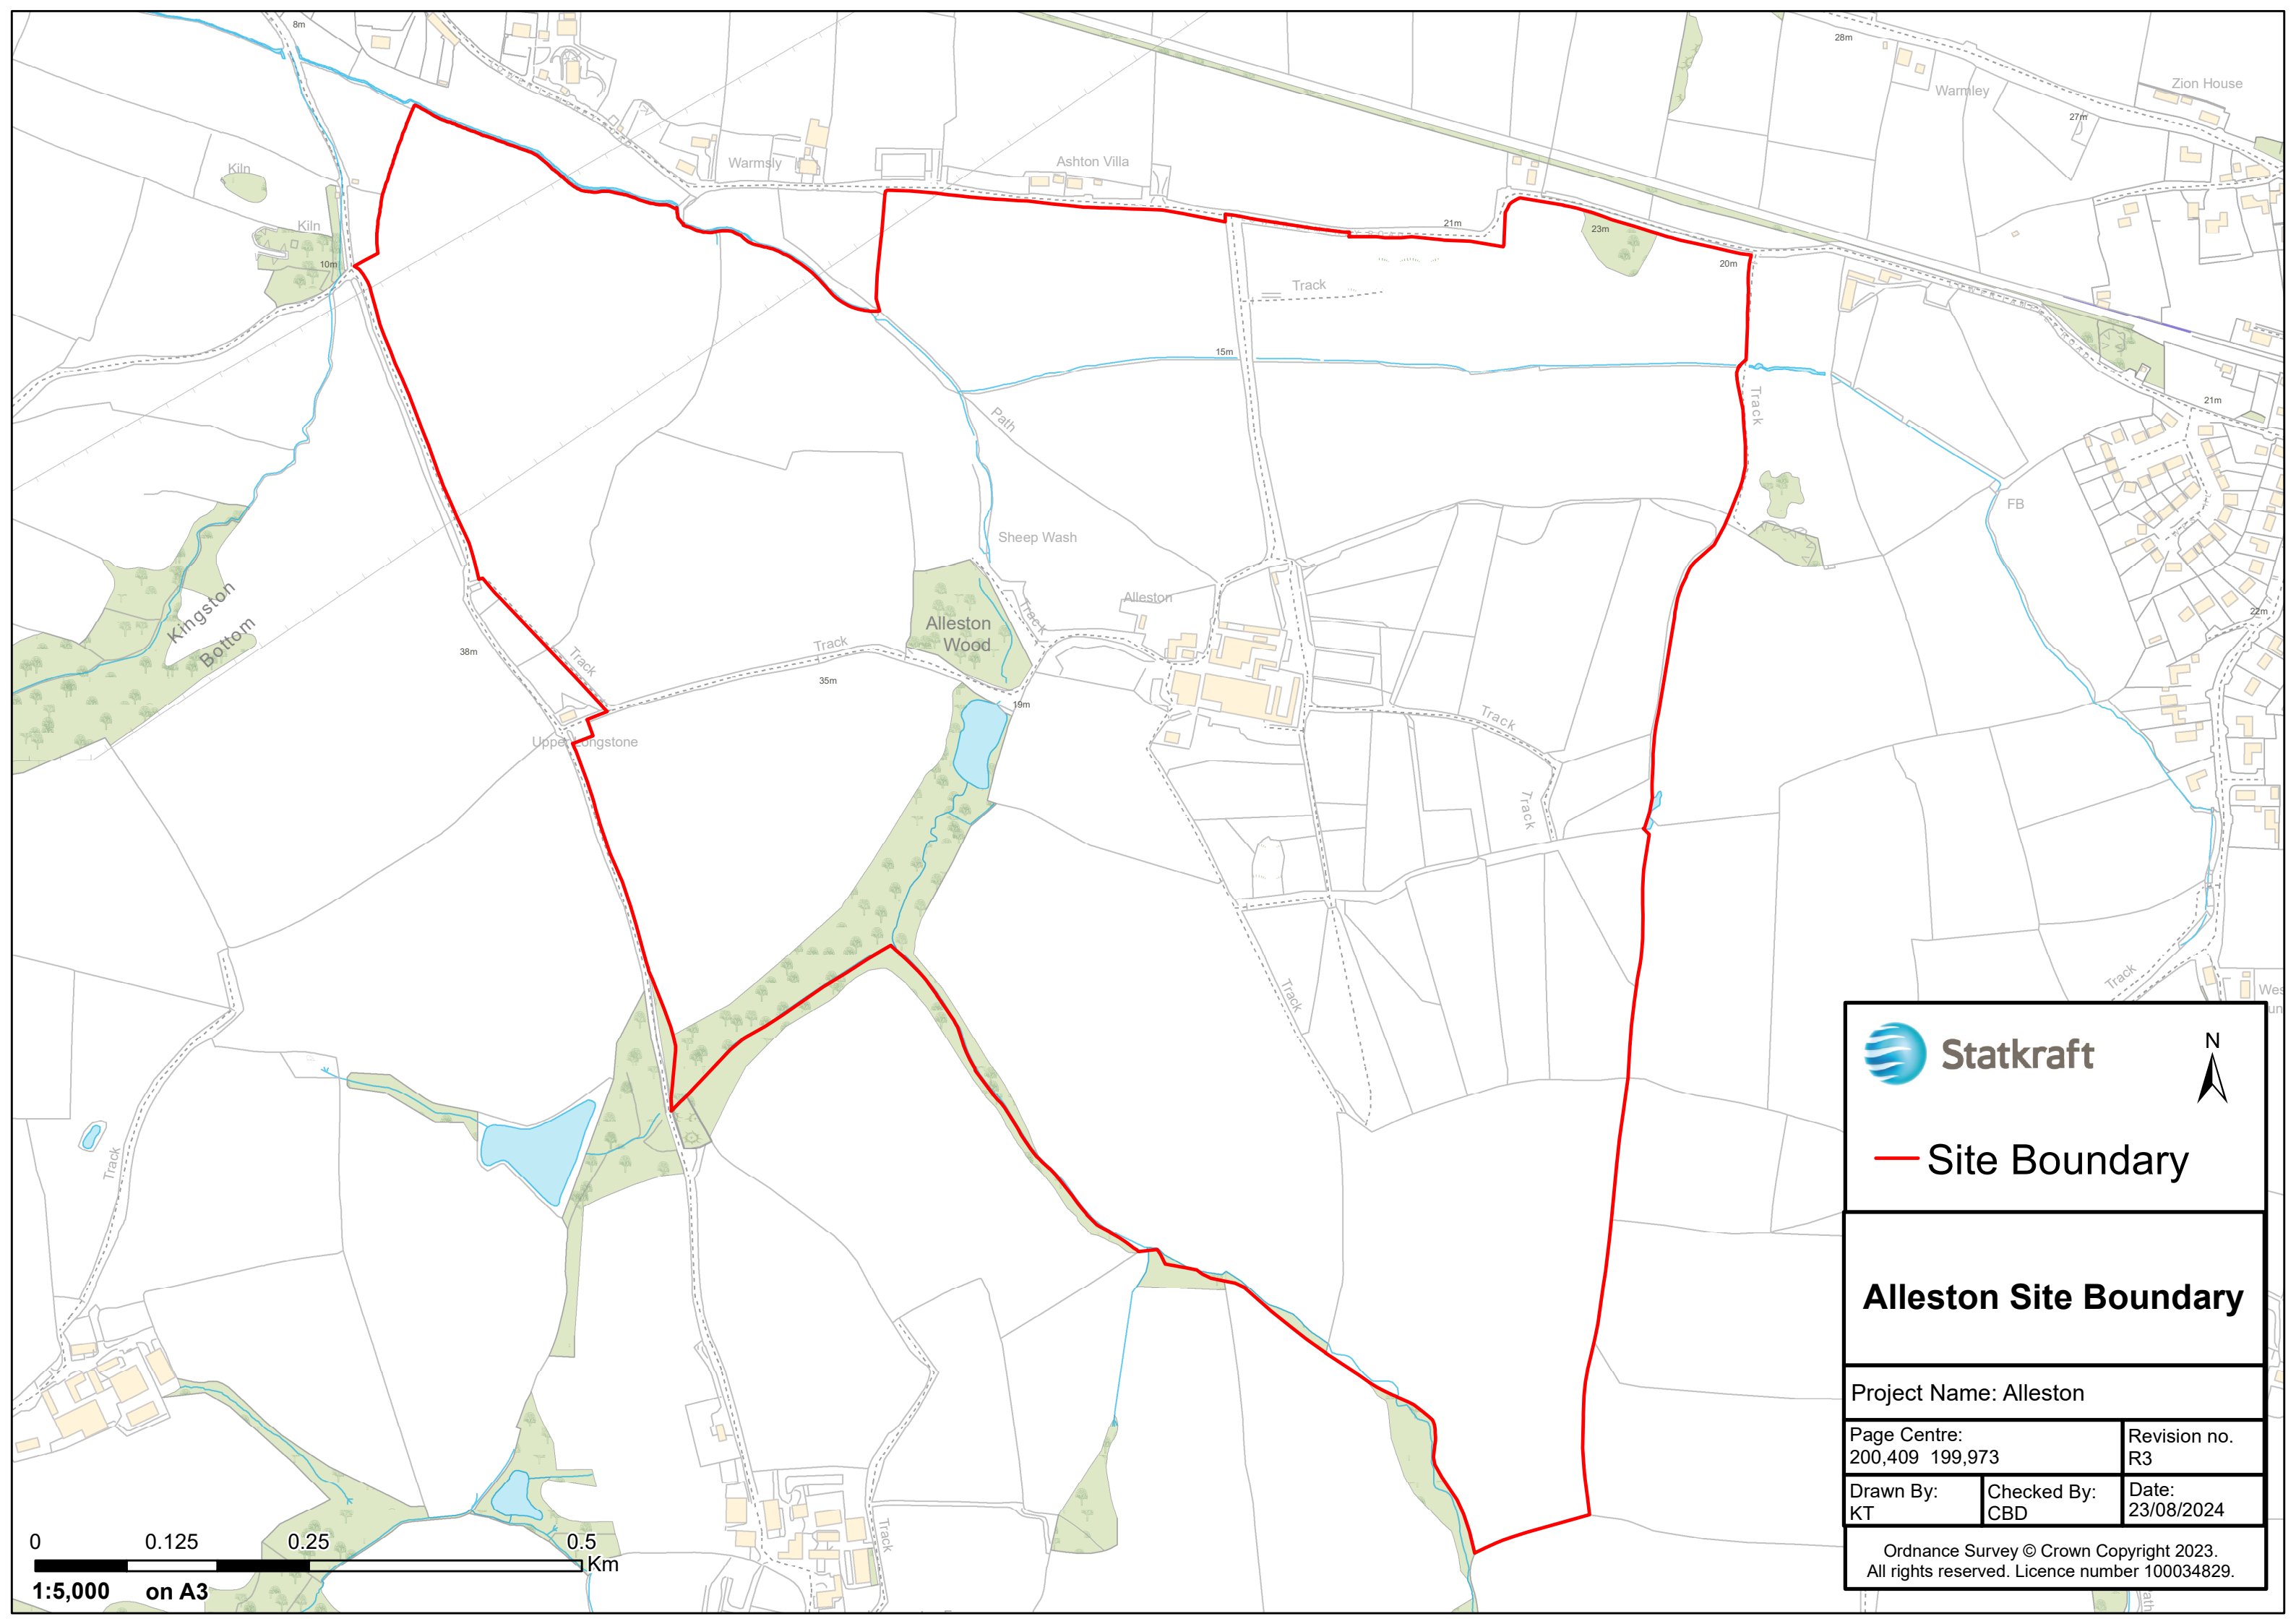 8m
28m
Zion House
Warmley
27m
Warmsly
Ashton Villa
Kiln
Kiln
10m
21m
23m
20m
Track
15m
Track
21m
Path
FB
Sheep Wash
Kingston
Bottom
Alleston
Wood
Track
Alleston
22m
38m
Track
Track
35m
19m
Track
Upper Longstone
Track
Track
Track
Track
Wes
Statkraft
N
Site Boundary
Alleston Site Boundary
Project Name: Alleston
Page Centre:
200,409 199,973
Revision no.
R3
Drawn By:
KT
Checked By:
CBD
Date:
23/08/2024
Ordnance Survey © Crown Copyright 2023.
All rights reserved. Licence number 100034829.
Track
0 0.125 0.25 0.5
Km
1:5,000 on A3